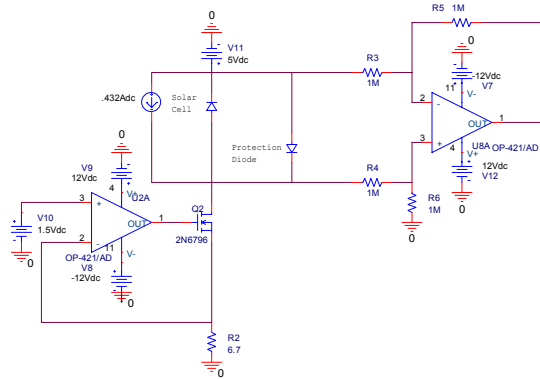 R5 1M
0
V11
5Vdc
0
R3
1M
-12Vdc
V7
11 V-
.432Adc
Solar
Cell
2
-
OUT
1
3
+
U8A
OP-421/AD
4 V+
12Vdc
V12
Protection
Diode
R4
1M
R6
1M
0
0
0
V9
12Vdc
4
V+
U2A
V10
1.5Vdc
3
+
OUT
1
Q2
2N6796
2
-
11
V-
OP-421/AD
V8
-12Vdc
0
0
R2
6.7
0